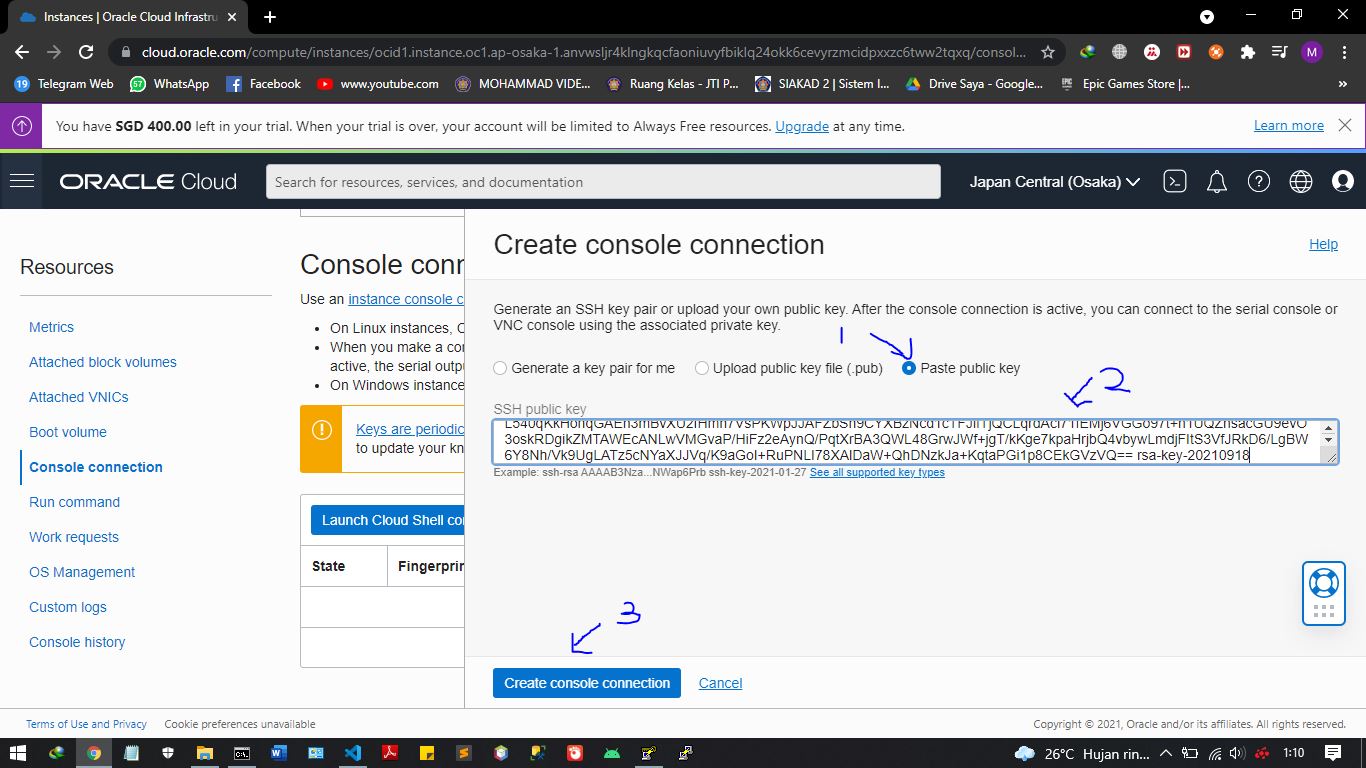 Instances | Oracle Cloud Infrastru
cloud.oracle.com/compute/instances/ocid1.instance.oc1.ap-osaka-1.anvwsljr4klngkqcfaoniuvyfbiklq24okk6cevyrzmcidpxxzc6tww2tqxq/consol...
M
19 Telegram Web
57 WhatsApp
Facebook
www.youtube.com
MOHAMMAD VIDE...
Ruang Kelas - JTI P...
SIAKAD 2 | Sistem I...
Drive Saya - Google...
Epic Games Store |...
»
You have SGD 400.00 left in your trial. When your trial is over, your account will be limited to Always Free resources. Upgrade at any time.
Learn more
ORACLE Cloud
Search for resources, services, and documentation
Japan Central (Osaka)
Resources
Metrics
Attached block volumes
Attached VNICs
Boot volume
Console connection
Run command
Work requests
OS Management
Custom logs
Console history
Console conn
Use an instance console c
• On Linux instances, C
• When you make a con
active, the serial outpu
• On Windows instance
Keys are periodic
to update your kn
Launch Cloud Shell con
State
Fingerprin
Create console connection
Help
Generate an SSH key pair or upload your own public key. After the console connection is active, you can connect to the serial console or
VNC console using the associated private key.
1
Generate a key pair for me
Upload public key file (.pub)
Paste public key
2
SSH public key
3oskRDgikZMTAWEcANLwVMGvaP/HiFz2eAynQ/PqtXrBA3QWL48GrwJWf+jgT/kKge7kpaHrjbQ4vbywLmdjFItS3VfJRkD6/LgBW
6Y8Nh/Vk9UgLATz5cNYaXJJVq/K9aGoI+RuPNLI78XAlDaW+QhDNzkJa+KqtaPGi1p8CEkGVzVQ== rsa-key-20210918
Example: ssh-rsa AAAAB3Nza...NWap6Prb ssh-key-2021-01-27 See all supported key types
3
Create console connection
Cancel
Terms of Use and Privacy
Cookie preferences unavailable
Copyright © 2021, Oracle and/or its affiliates. All rights reserved.
26°C Hujan rin...
1:10